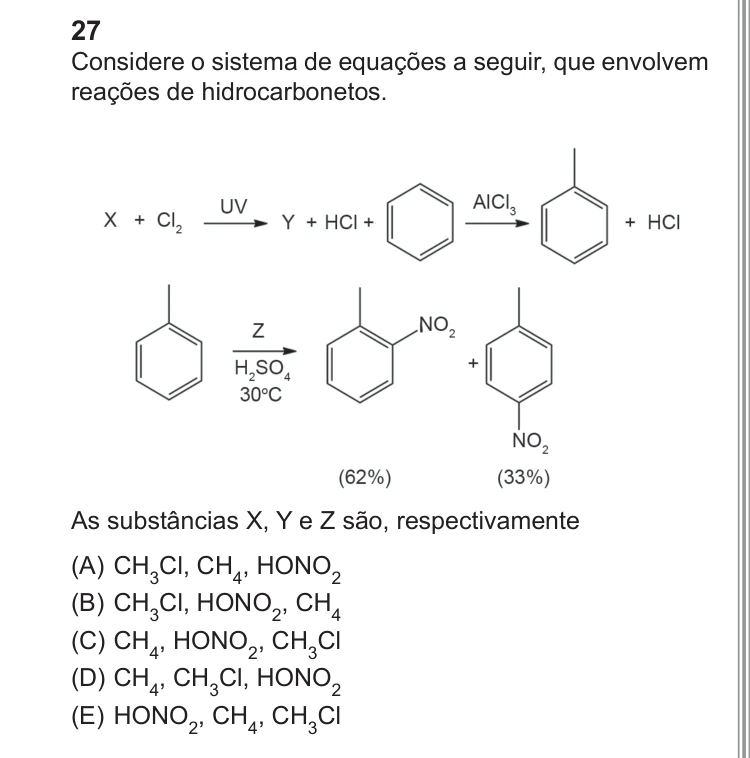 27
Considere o sistema de equações a seguir, que envolvem
reações de hidrocarbonetos.
X + Cl₂ UV Y + HCl + AlCl₃ + HCl
Z
H₂SO₄
30ºC
NO₂
+
NO₂
(62%) (33%)
As substâncias X, Y e Z são, respectivamente
(A) CH₃Cl, CH₄, HONO₂
(B) CH₃Cl, HONO₂, CH₄
(C) CH₄, HONO₂, CH₃Cl
(D) CH₄, CH₃Cl, HONO₂
(E) HONO₂, CH₄, CH₃Cl